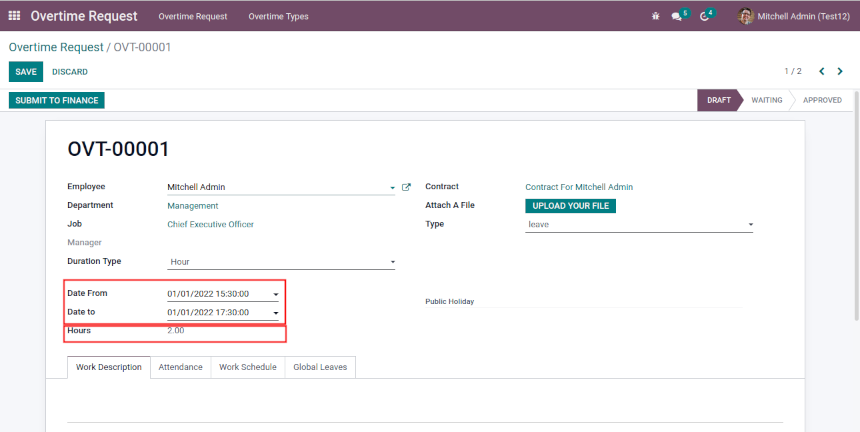 Overtime Request Overtime Request Overtime Types 5 4 Mitchell Admin (Test12)
Overtime Request / OVT-00001
SAVE DISCARD 1 / 2
SUBMIT TO FINANCE DRAFT WAITING APPROVED
OVT-00001
Employee Mitchell Admin Contract Contract For Mitchell Admin
Department Management Attach A File UPLOAD YOUR FILE
Job Chief Executive Officer Type leave
Manager
Duration Type Hour
Date From 01/01/2022 15:30:00
Public Holiday
Date to 01/01/2022 17:30:00
Hours 2.00
Work Description Attendance Work Schedule Global Leaves